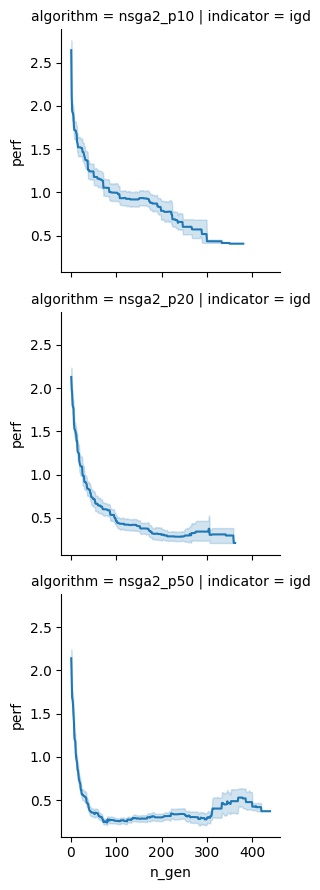 algorithm = nsga2_p10 | indicator = igd
2.5
2.0
1.5
1.0
0.5
perf
algorithm = nsga2_p20 | indicator = igd
2.5
2.0
1.5
1.0
0.5
perf
algorithm = nsga2_p50 | indicator = igd
2.5
2.0
1.5
1.0
0.5
perf
0 100 200 300 400
n_gen